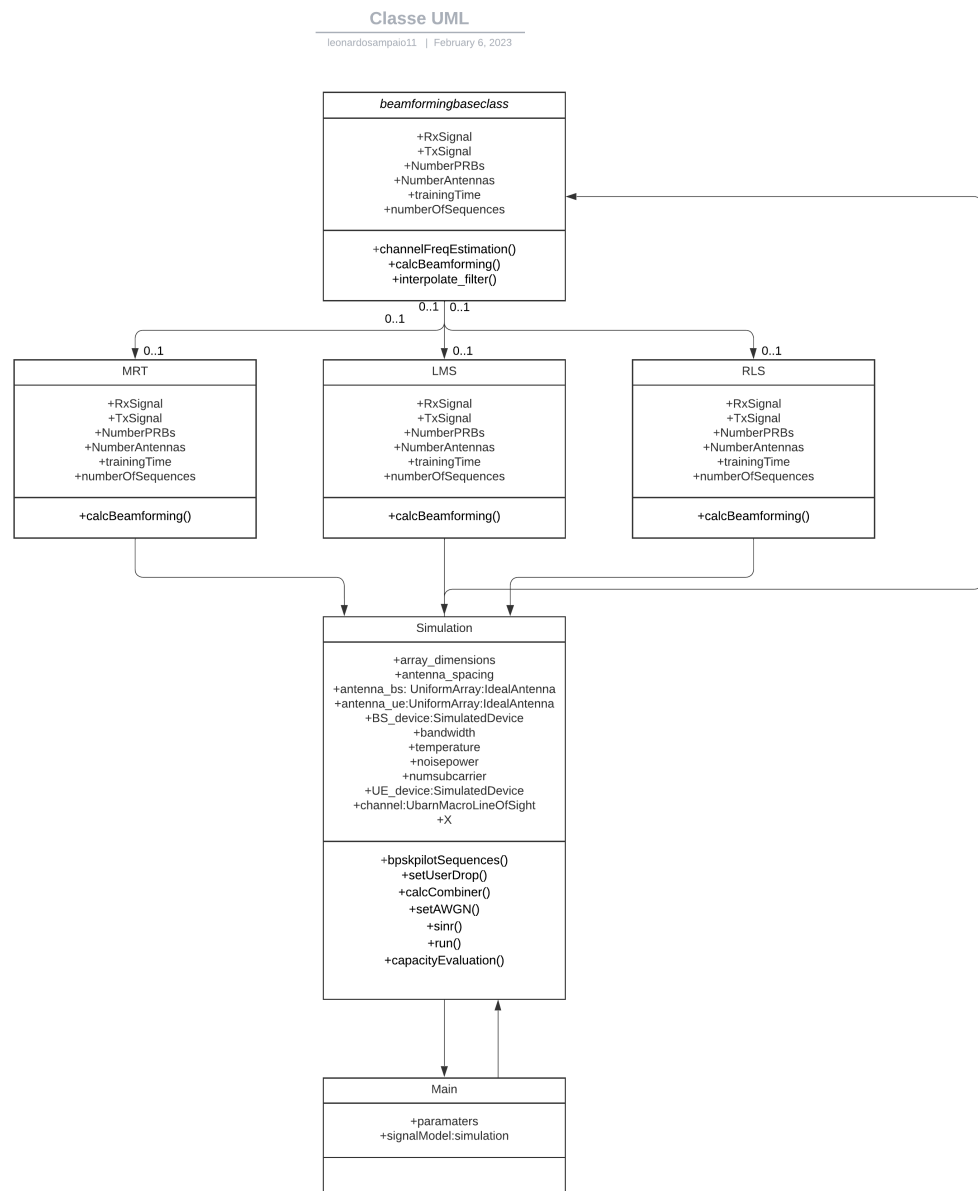 Classe UML
leonardosampaio11 | February 6, 2023
beamformingbaseclass
+RxSignal
+TxSignal
+NumberPRBs
+NumberAntennas
+trainingTime
+numberOfSequences
+channelFreqEstimation()
+calcBeamforming()
+interpolate_filter()
0..1 0..1
0..1
0..1
0..1
0..1
MRT
+RxSignal
+TxSignal
+NumberPRBs
+NumberAntennas
+trainingTime
+numberOfSequences
+calcBeamforming()
LMS
+RxSignal
+TxSignal
+NumberPRBs
+NumberAntennas
+trainingTime
+numberOfSequences
+calcBeamforming()
RLS
+RxSignal
+TxSignal
+NumberPRBs
+NumberAntennas
+trainingTime
+numberOfSequences
+calcBeamforming()
Simulation
+array_dimensions
+antenna_spacing
+antenna_bs: UniformArray:IdealAntenna
+antenna_ue:UniformArray:IdealAntenna
+BS_device:SimulatedDevice
+bandwidth
+temperature
+noisepower
+numsubcarrier
+UE_device:SimulatedDevice
+channel:UbarnMacroLineOfSight
+X
+bpskpilotSequences()
+setUserDrop()
+calcCombiner()
+setAWGN()
+sinr()
+run()
+capacityEvaluation()
Main
+paramaters
+signalModel:simulation